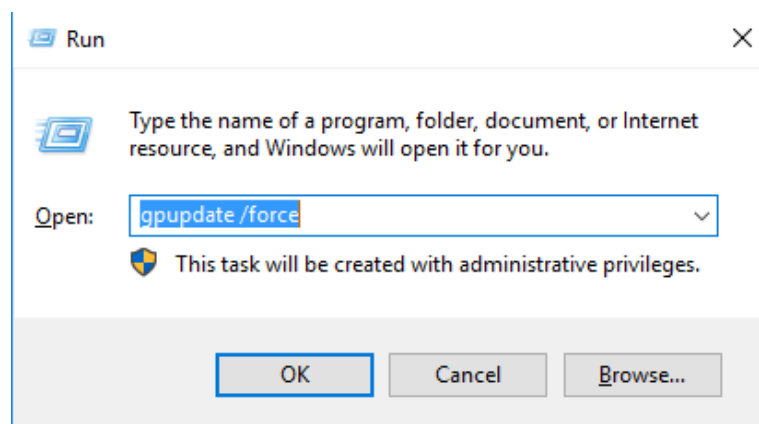 Run
Type the name of a program, folder, document, or Internet
resource, and Windows will open it for you.
Open: gpupdate /force
This task will be created with administrative privileges.
OK Cancel Browse...